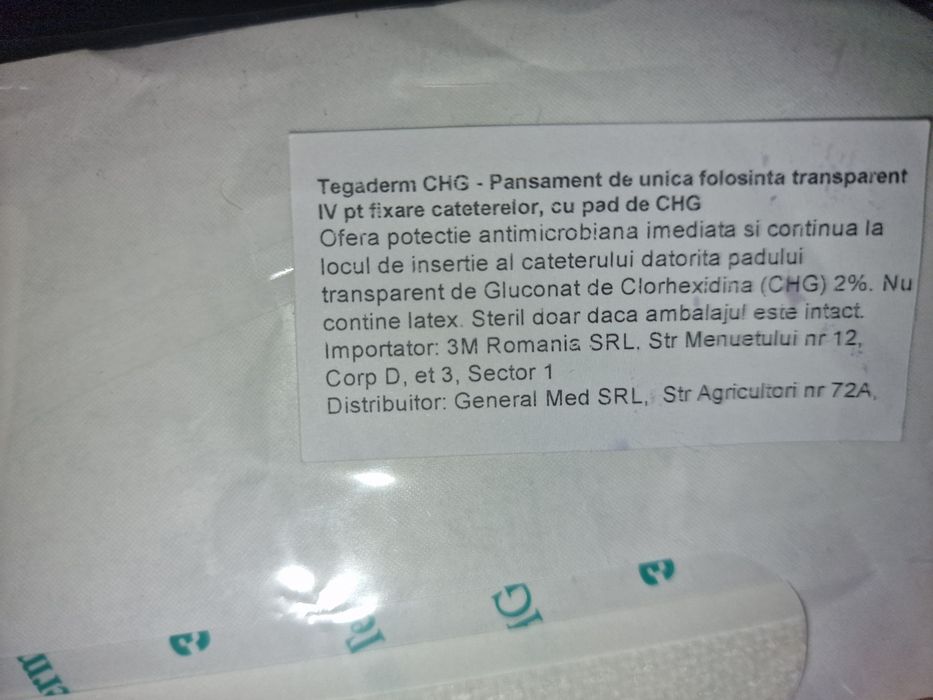 Tegaderm CHG - Pansament de unica folosinta transparent
IV pt fixare cateterelor, cu pad de CHG
Ofera potectie antimicrobiana imediata si continua la
locul de insertie al cateterului datorita padului
transparent de Gluconat de Clorhexidina (CHG) 2%. Nu
contine latex. Steril doar daca ambalajul este intact.
Importator: 3M Romania SRL. Str Menuetului nr 12,
Corp D, et 3, Sector 1
Distribuitor: General Med SRL, Str Agricultori nr 72A,